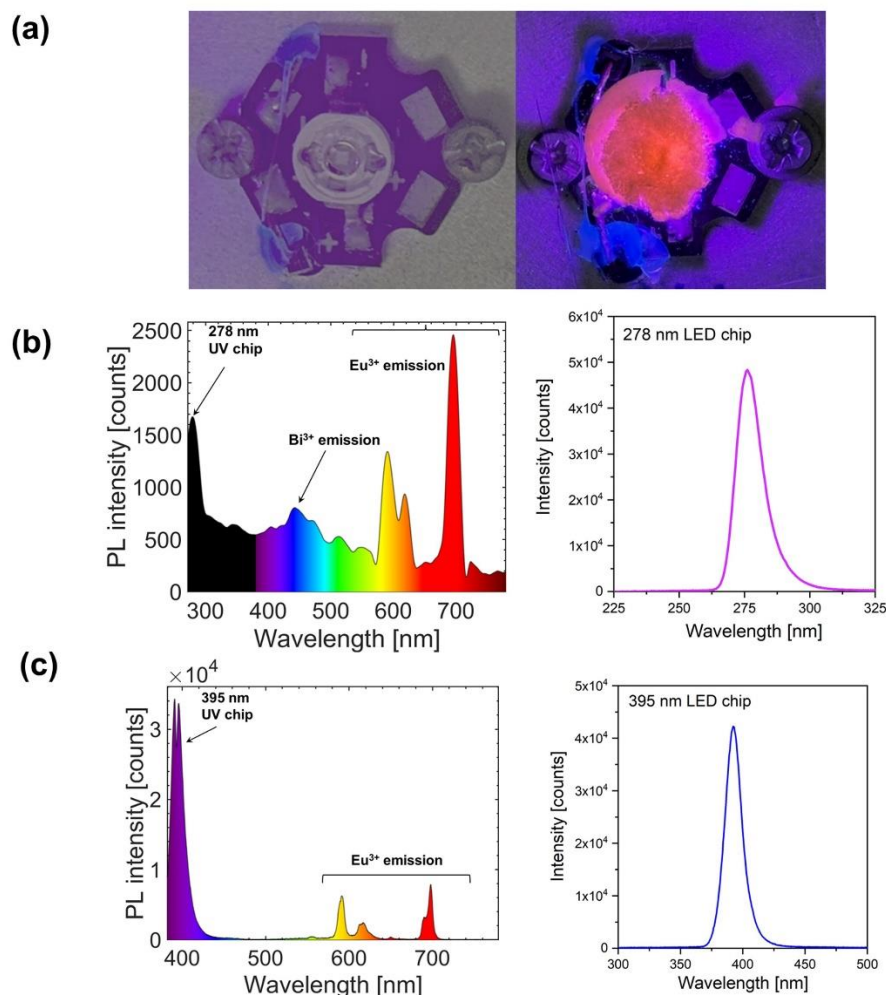 (a)
(b)
2500
2000
1500
1000
500
0
PL intensity [counts]
278 nm
UV chip
Bi³⁺ emission
Eu³⁺ emission
300 400 500 600 700
Wavelength [nm]
6x10⁴
5x10⁴
4x10⁴
3x10⁴
2x10⁴
1x10⁴
0
Intensity [counts]
278 nm LED chip
225 250 275 300 325
Wavelength [nm]
(c)
×10⁴
3
2
1
0
PL intensity [counts]
395 nm
UV chip
Eu³⁺ emission
400 500 600 700
Wavelength [nm]
5x10⁴
4x10⁴
3x10⁴
2x10⁴
1x10⁴
0
Intensity [counts]
395 nm LED chip
300 350 400 450 500
Wavelength [nm]